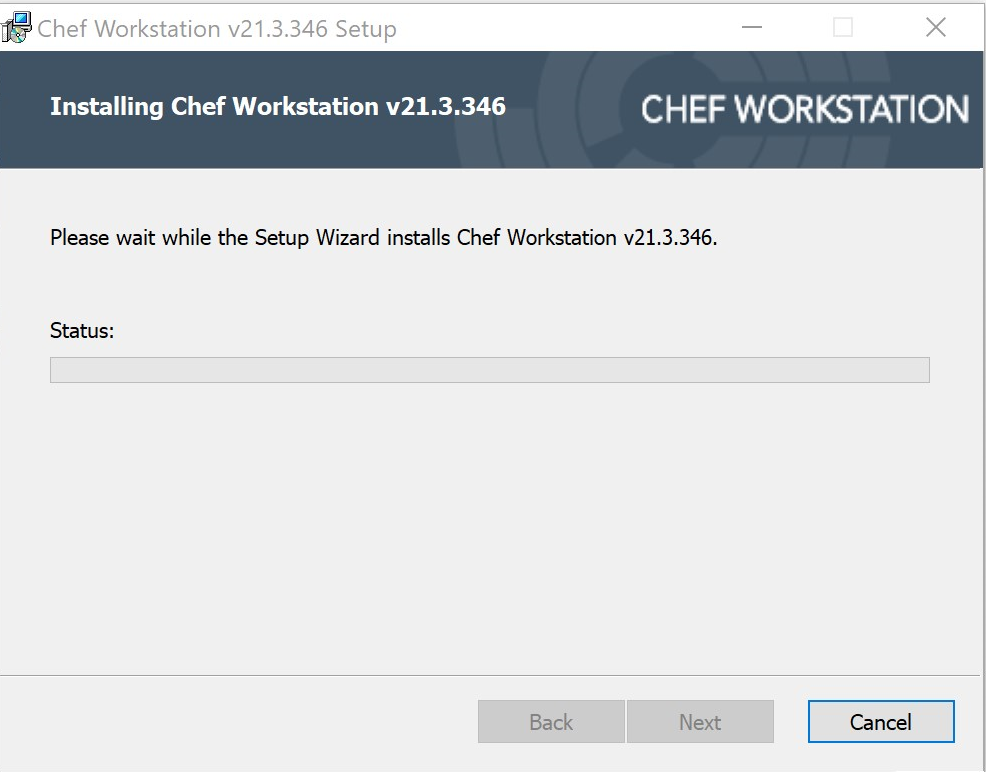 Chef Workstation v21.3.346 Setup
Installing Chef Workstation v21.3.346
CHEF WORKSTATION
Please wait while the Setup Wizard installs Chef Workstation v21.3.346.
Status:
Back
Next
Cancel